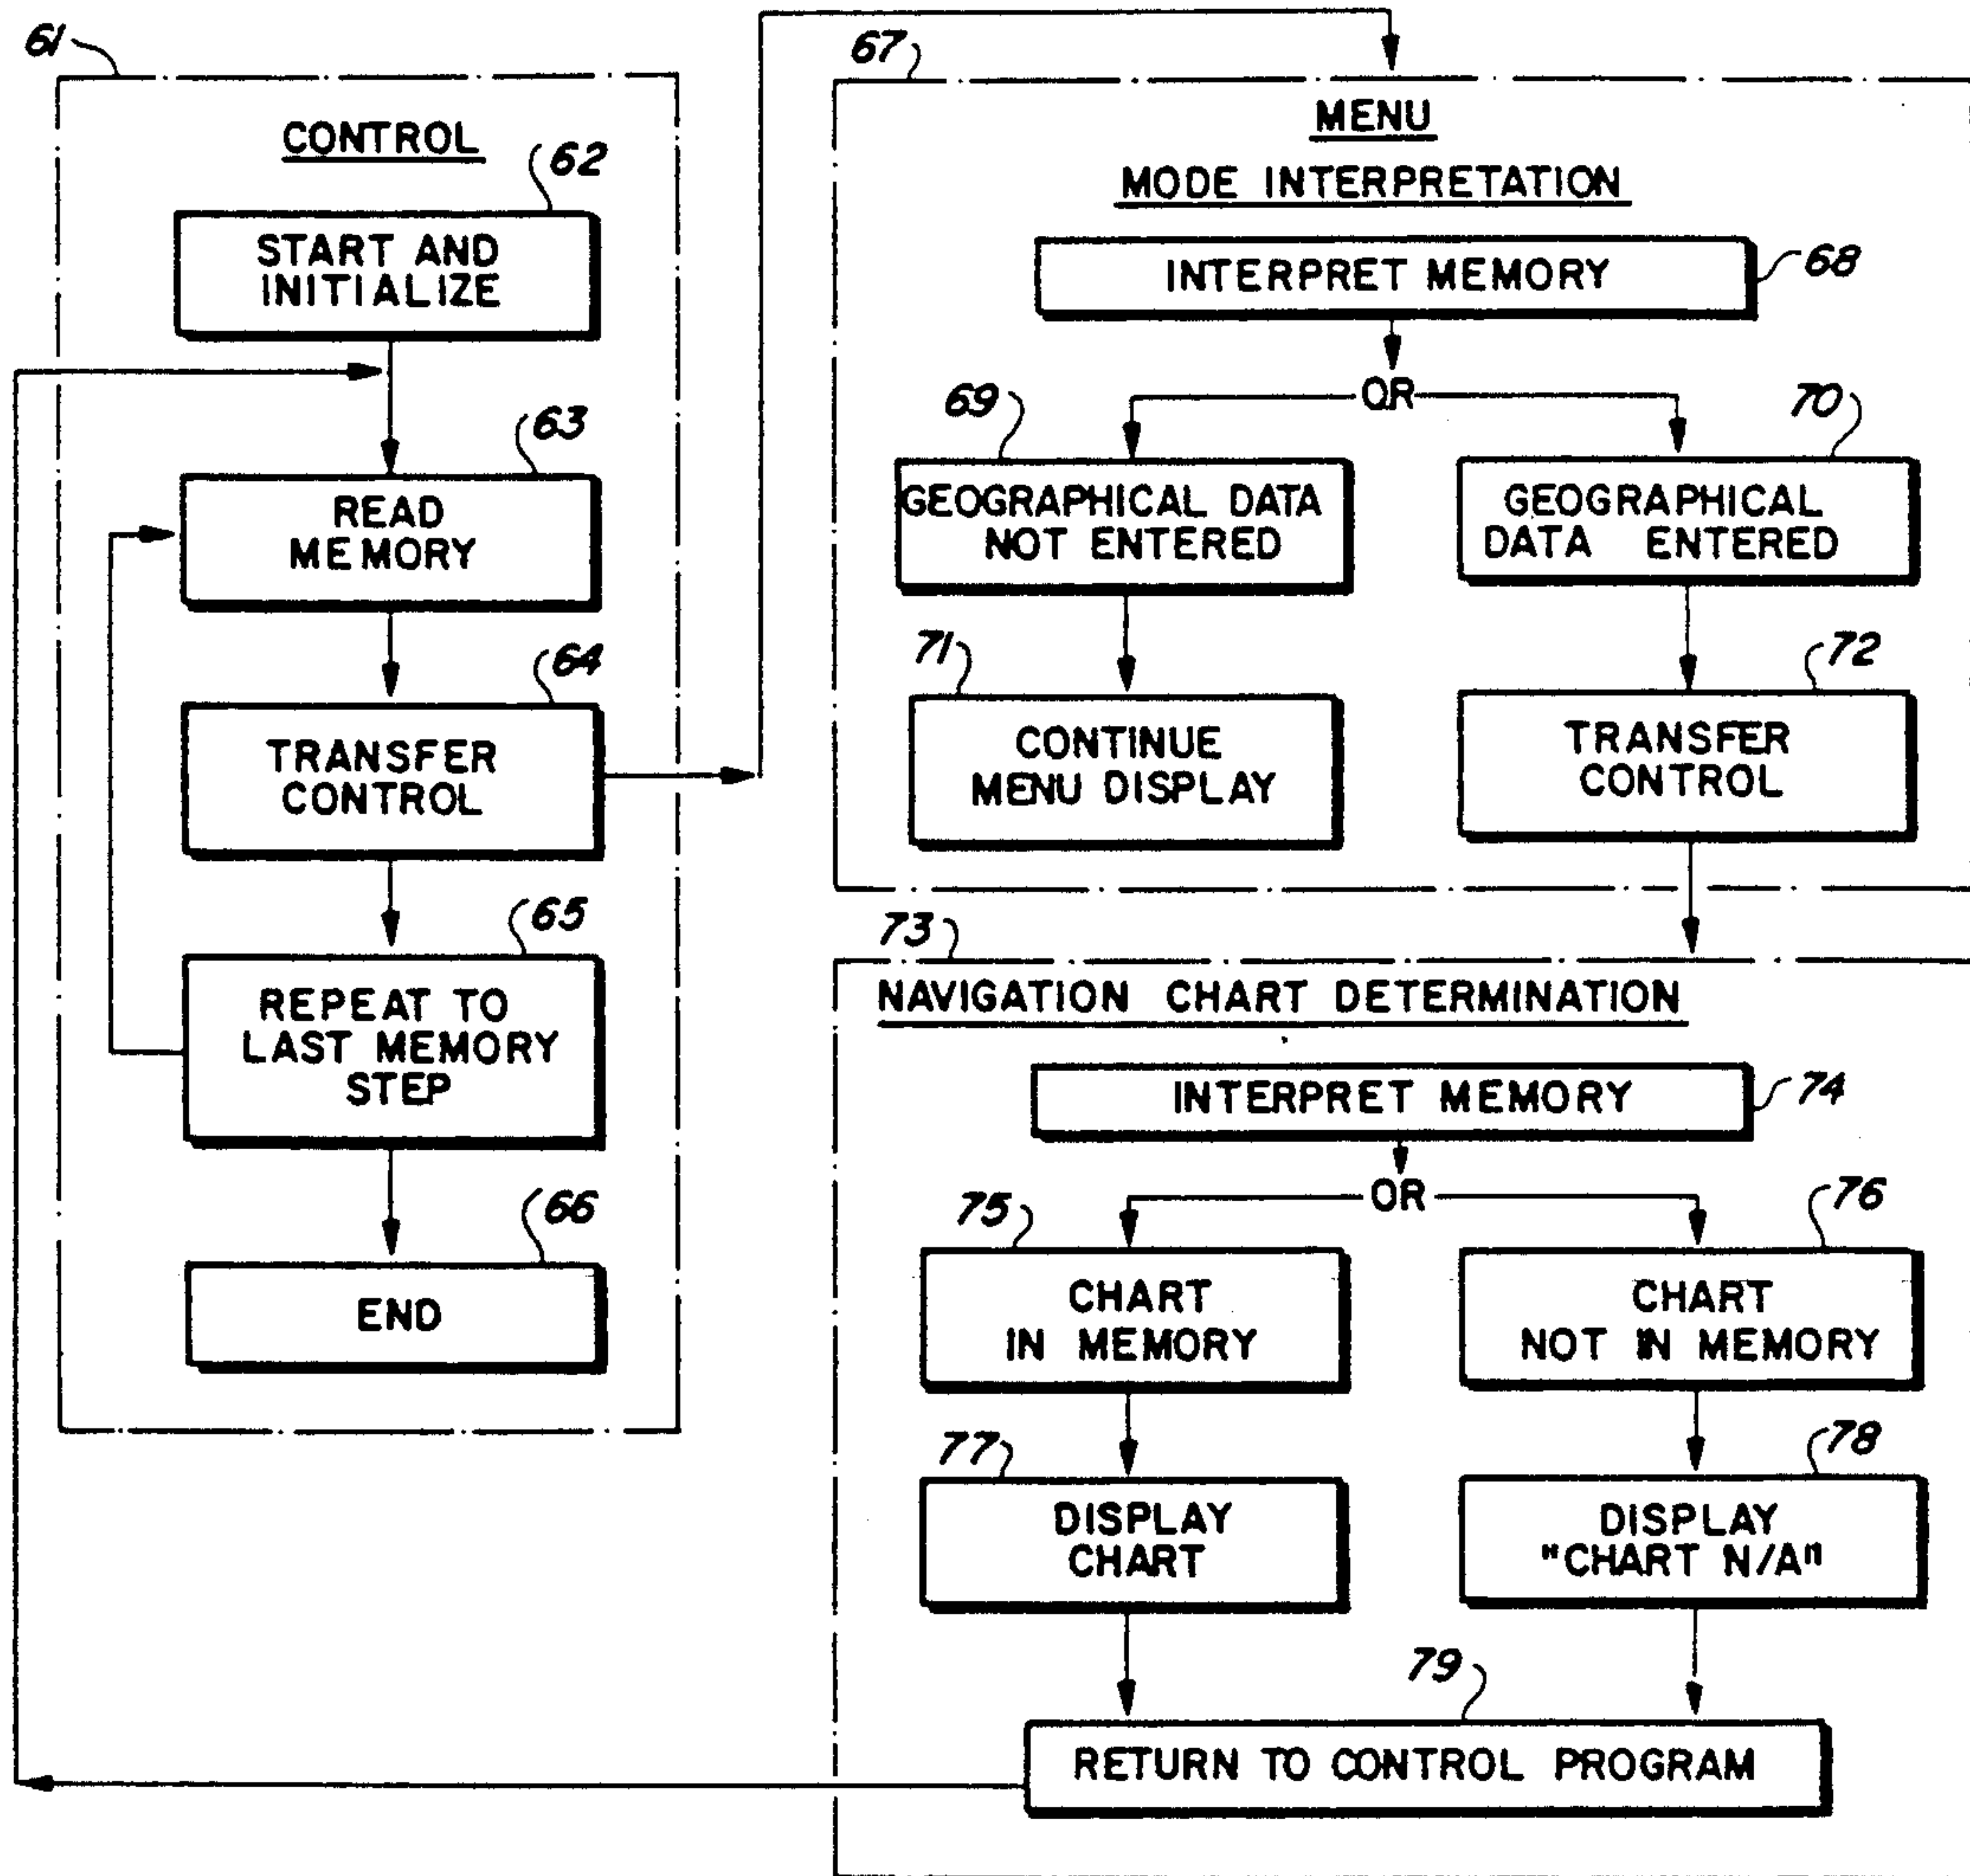 61
CONTROL
62
START AND
INITIALIZE
63
READ
MEMORY
64
TRANSFER
CONTROL
65
REPEAT TO
LAST MEMORY
STEP
66
END
67
MENU
MODE INTERPRETATION
INTERPRET MEMORY
68
OR
69
GEOGRAPHICAL DATA
NOT ENTERED
70
GEOGRAPHICAL
DATA ENTERED
71
CONTINUE
MENU DISPLAY
72
TRANSFER
CONTROL
73
NAVIGATION CHART DETERMINATION
INTERPRET MEMORY
74
OR
75
CHART
IN MEMORY
76
CHART
NOT IN MEMORY
77
DISPLAY
CHART
78
DISPLAY
"CHART N/A"
79
RETURN TO CONTROL PROGRAM